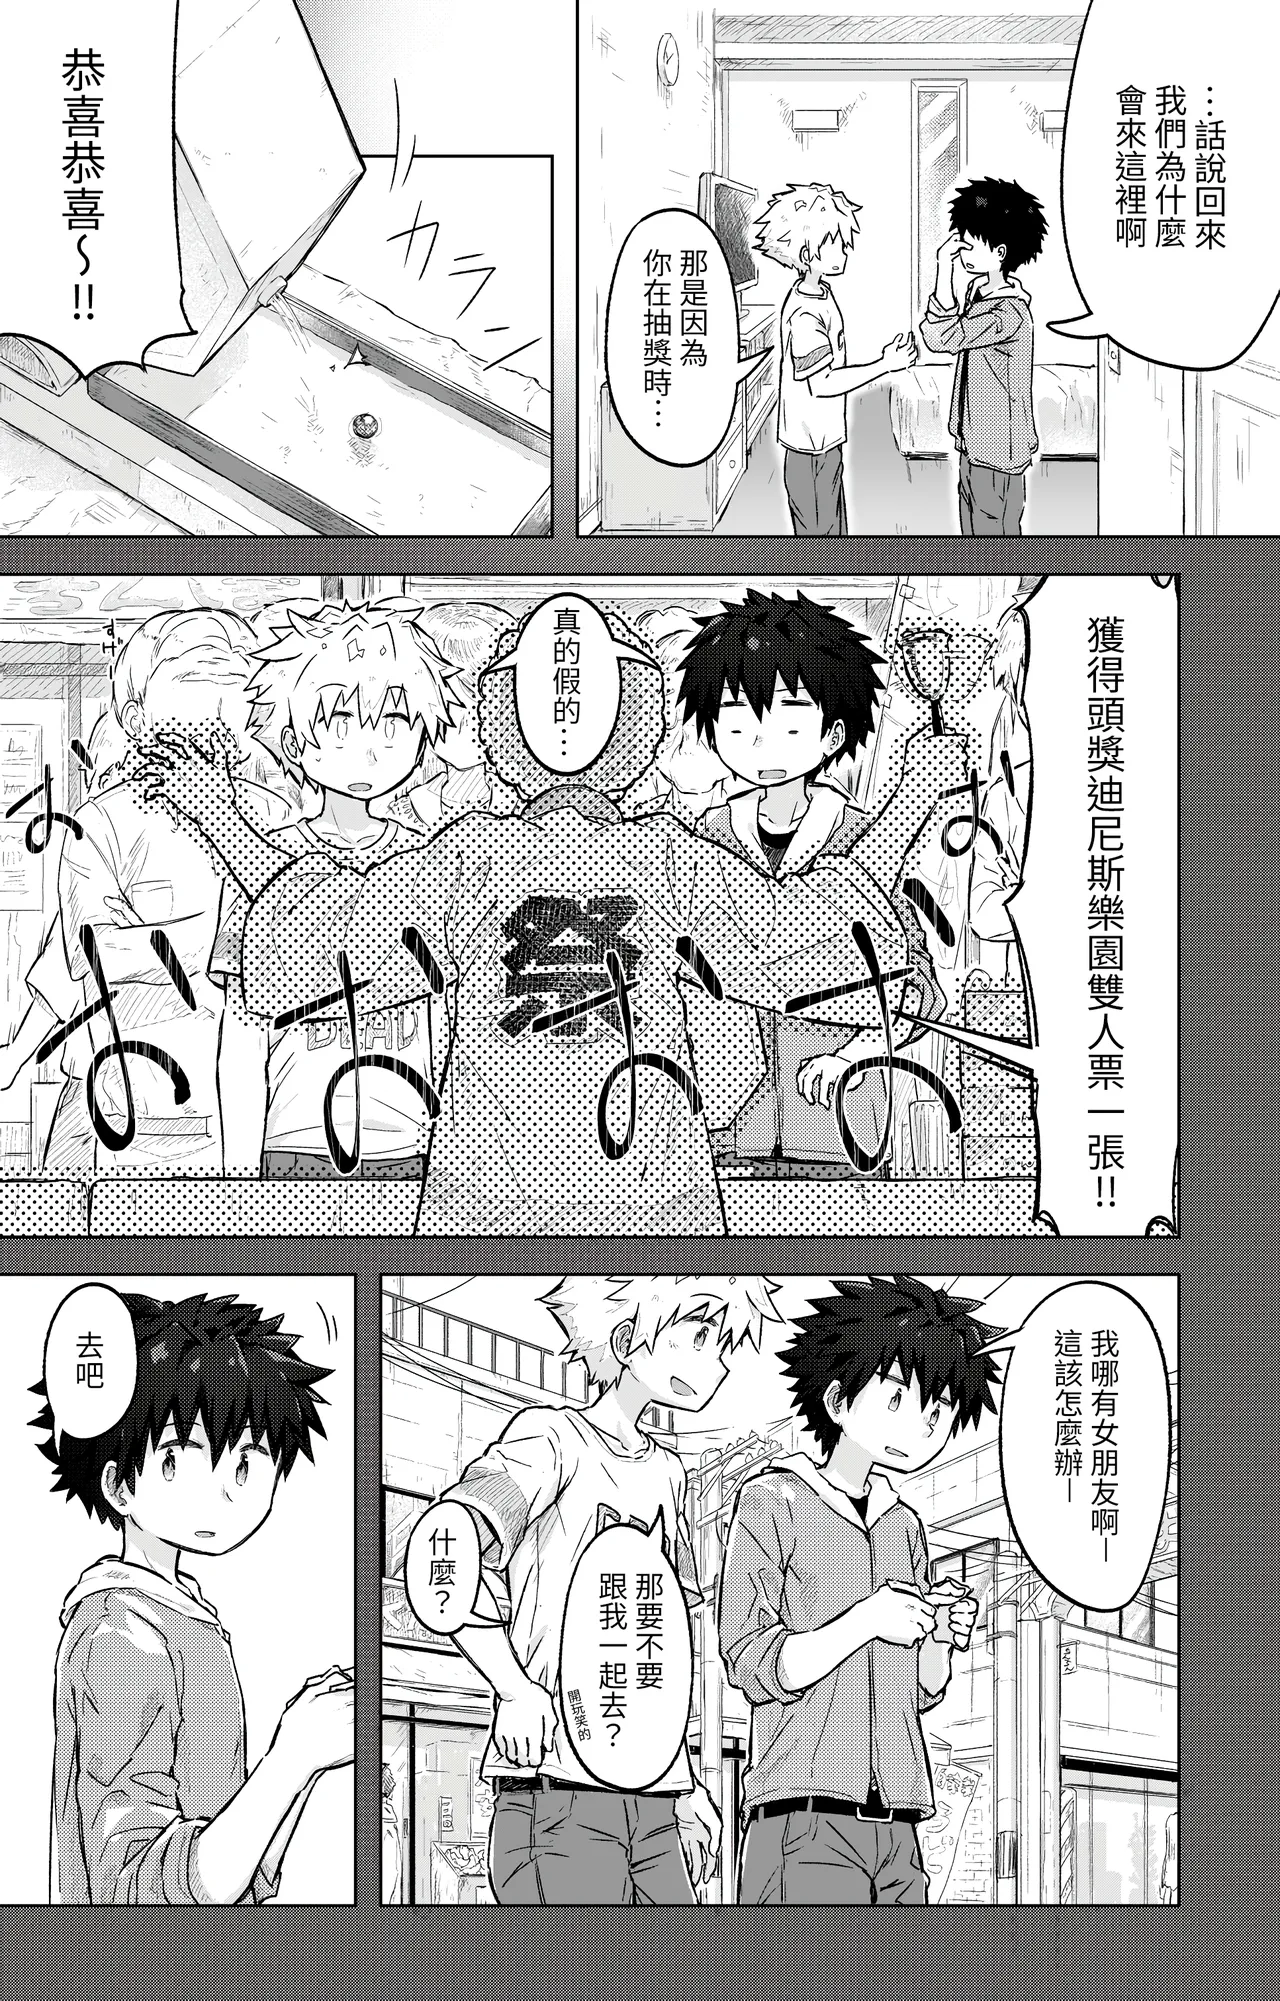 …話說回來
我們為什麼
會來這裡啊
那是因為
你在抽獎時…
恭喜恭喜～!!
獲得頭獎迪尼斯樂園雙人票一張!!
真的假的…
祭
DEAD
お
お
お
お
お
お
我哪有女朋友啊—
這該怎麼辦—
那要不要
跟我一起去？
開玩笑的
什麼？
去吧